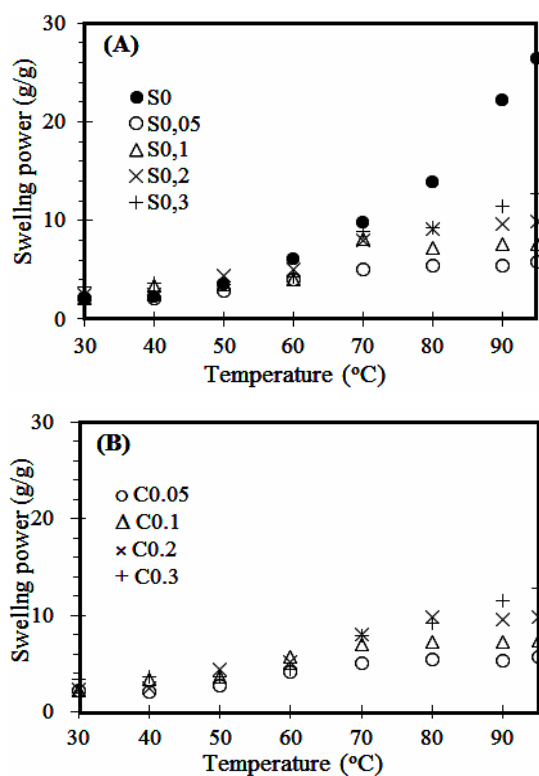 (A)
30
20
10
0
Swellng power (g/g)
S0
S0,05
S0,1
S0,2
S0,3
30 40 50 60 70 80 90
Temperature (°C)
(B)
30
20
10
0
Swellng power (g/g)
C0.05
C0.1
C0.2
C0.3
30 40 50 60 70 80 90
Temperature (°C)